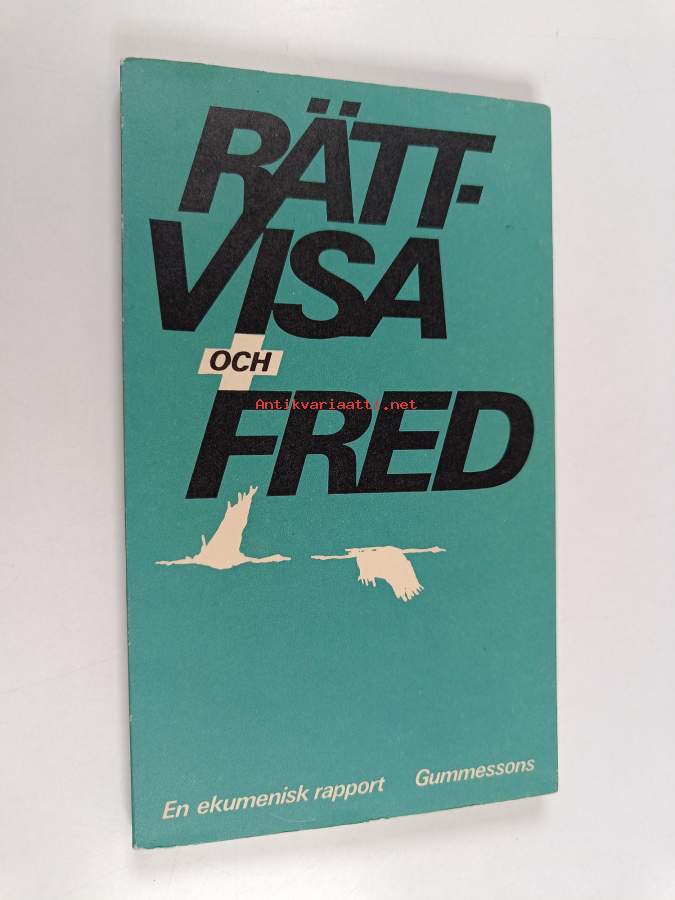 RÄTT-
VISA
OCH
Antikvariaatti.net
FRED
En ekumenisk rapport Gummessons